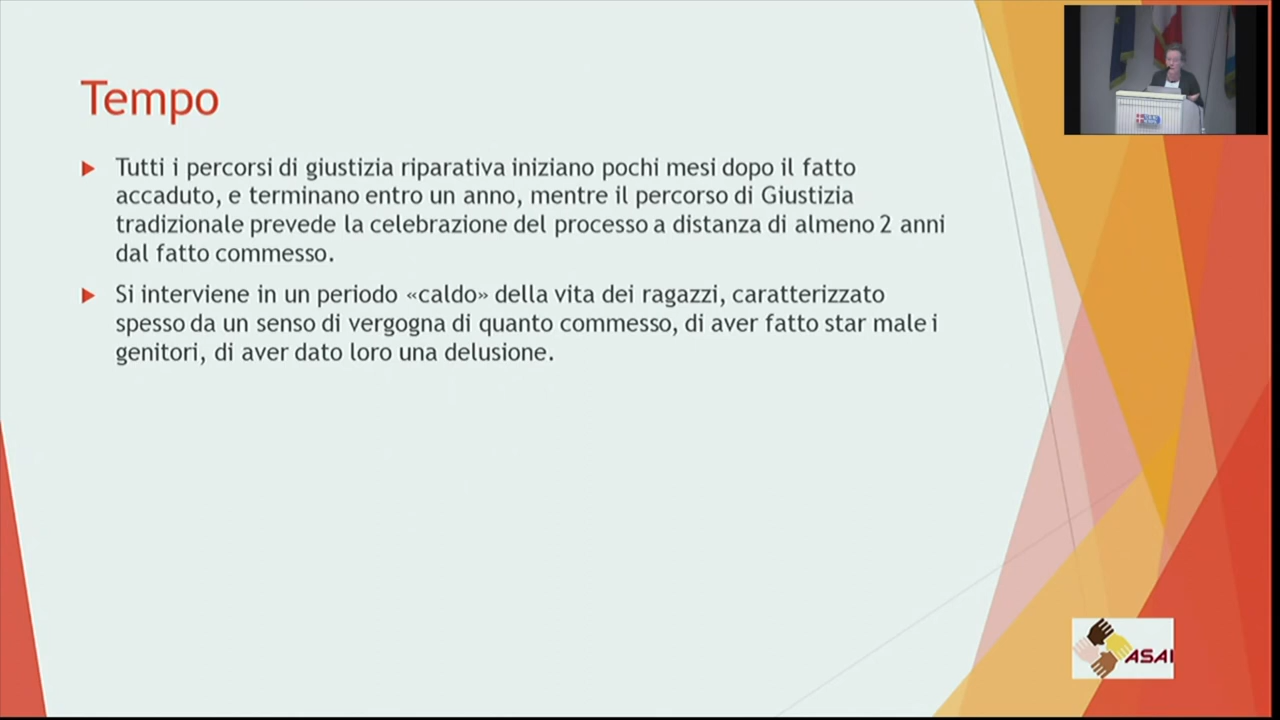 Tempo
Tutti i percorsi di giustizia riparativa iniziano pochi mesi dopo il fatto
accaduto, e terminano entro un anno, mentre il percorso di Giustizia
tradizionale prevede la celebrazione del processo a distanza di almeno 2 anni
dal fatto commesso.
Si interviene in un periodo «caldo» della vita dei ragazzi, caratterizzato
spesso da un senso di vergogna di quanto commesso, di aver fatto star male i
genitori, di aver dato loro una delusione.
ASAI